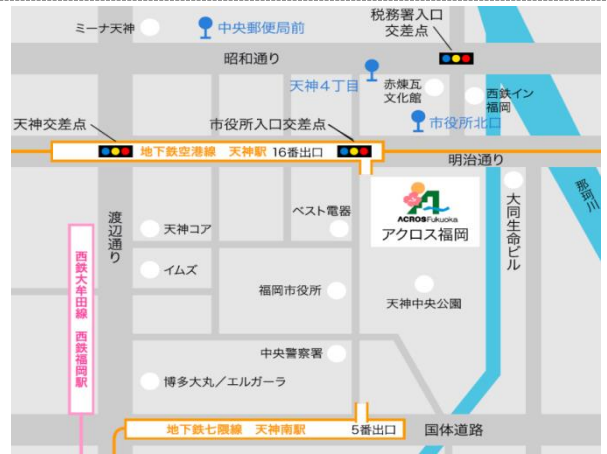 ミーナ天神
中央郵便局前
税務署入口
交差点
昭和通り
天神4丁目
赤煉瓦
文化館
西鉄イン
福岡
市役所北口
天神交差点
市役所入口交差点
地下鉄空港線 天神駅 16番出口
明治通り
那珂川
渡辺通り
天神コア
ベスト電器
ACROS Fukuoka
アクロス福岡
大同生命ビル
イムズ
福岡市役所
天神中央公園
西鉄大牟田線 西鉄福岡駅
中央警察署
博多大丸／エルガーラ
地下鉄七隈線 天神南駅 5番出口
国体道路